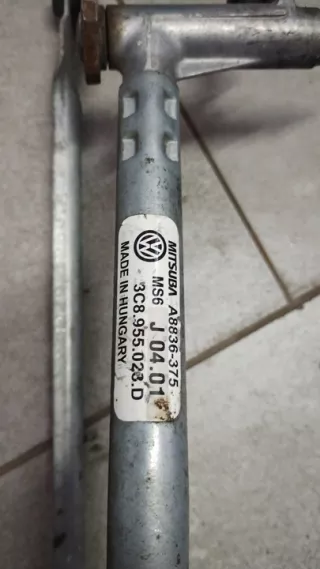 MITSUBA A8836-375
MS6 J 04.01
3C8.955.023.D
MADE IN HUNGARY